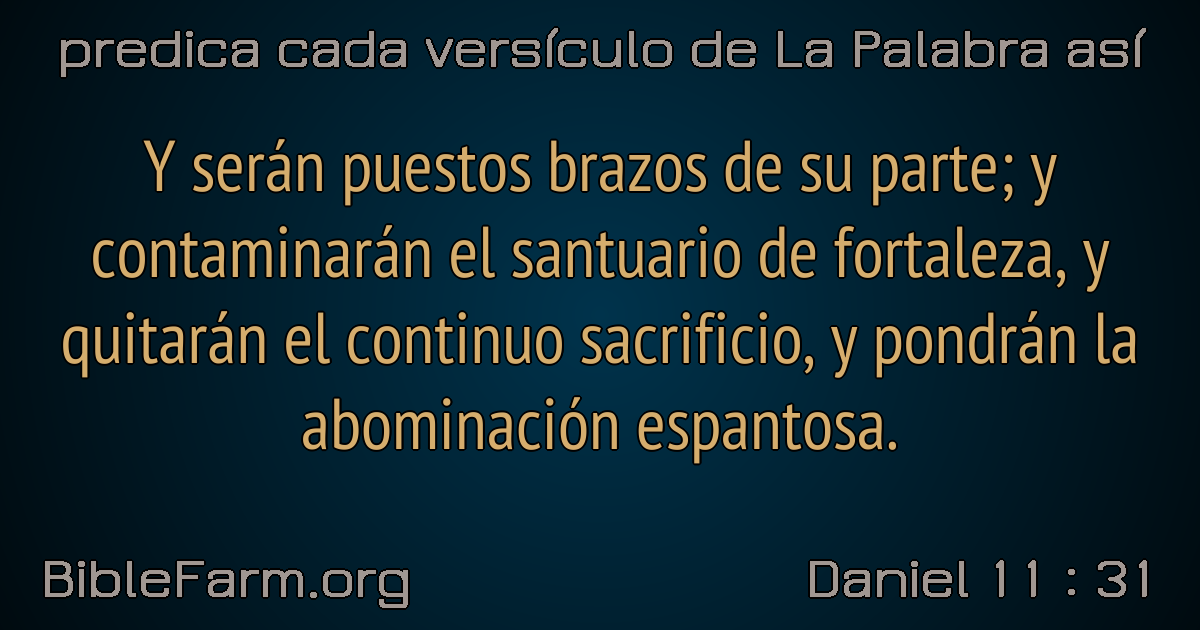 predica cada versículo de La Palabra así
Y serán puestos brazos de su parte; y
contaminarán el santuario de fortaleza, y
quitarán el continuo sacrificio, y pondrán la
abominación espantosa.
BibleFarm.org
Daniel 11 : 31